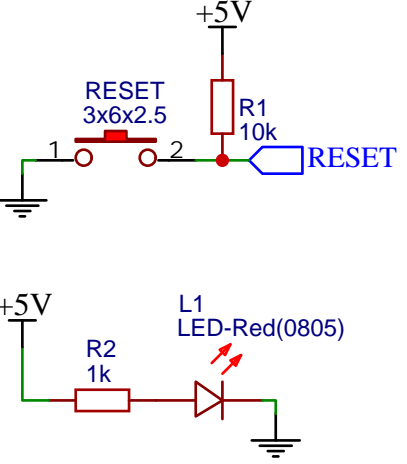 +5V
RESET
3x6x2.5
R1
10k
1
2
RESET
+5V
L1
LED-Red(0805)
R2
1k